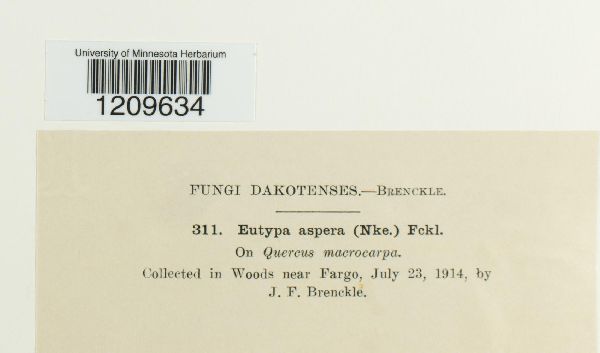 University of Minnesota Herbarium
1209634
FUNGI DAKOTENSES.—BRENCKLE.
311. Eutypa aspera (Nke.) Fckl.
On Quercus macrocarpa.
Collected in Woods near Fargo, July 23, 1914, by
J. F. Brenckle.